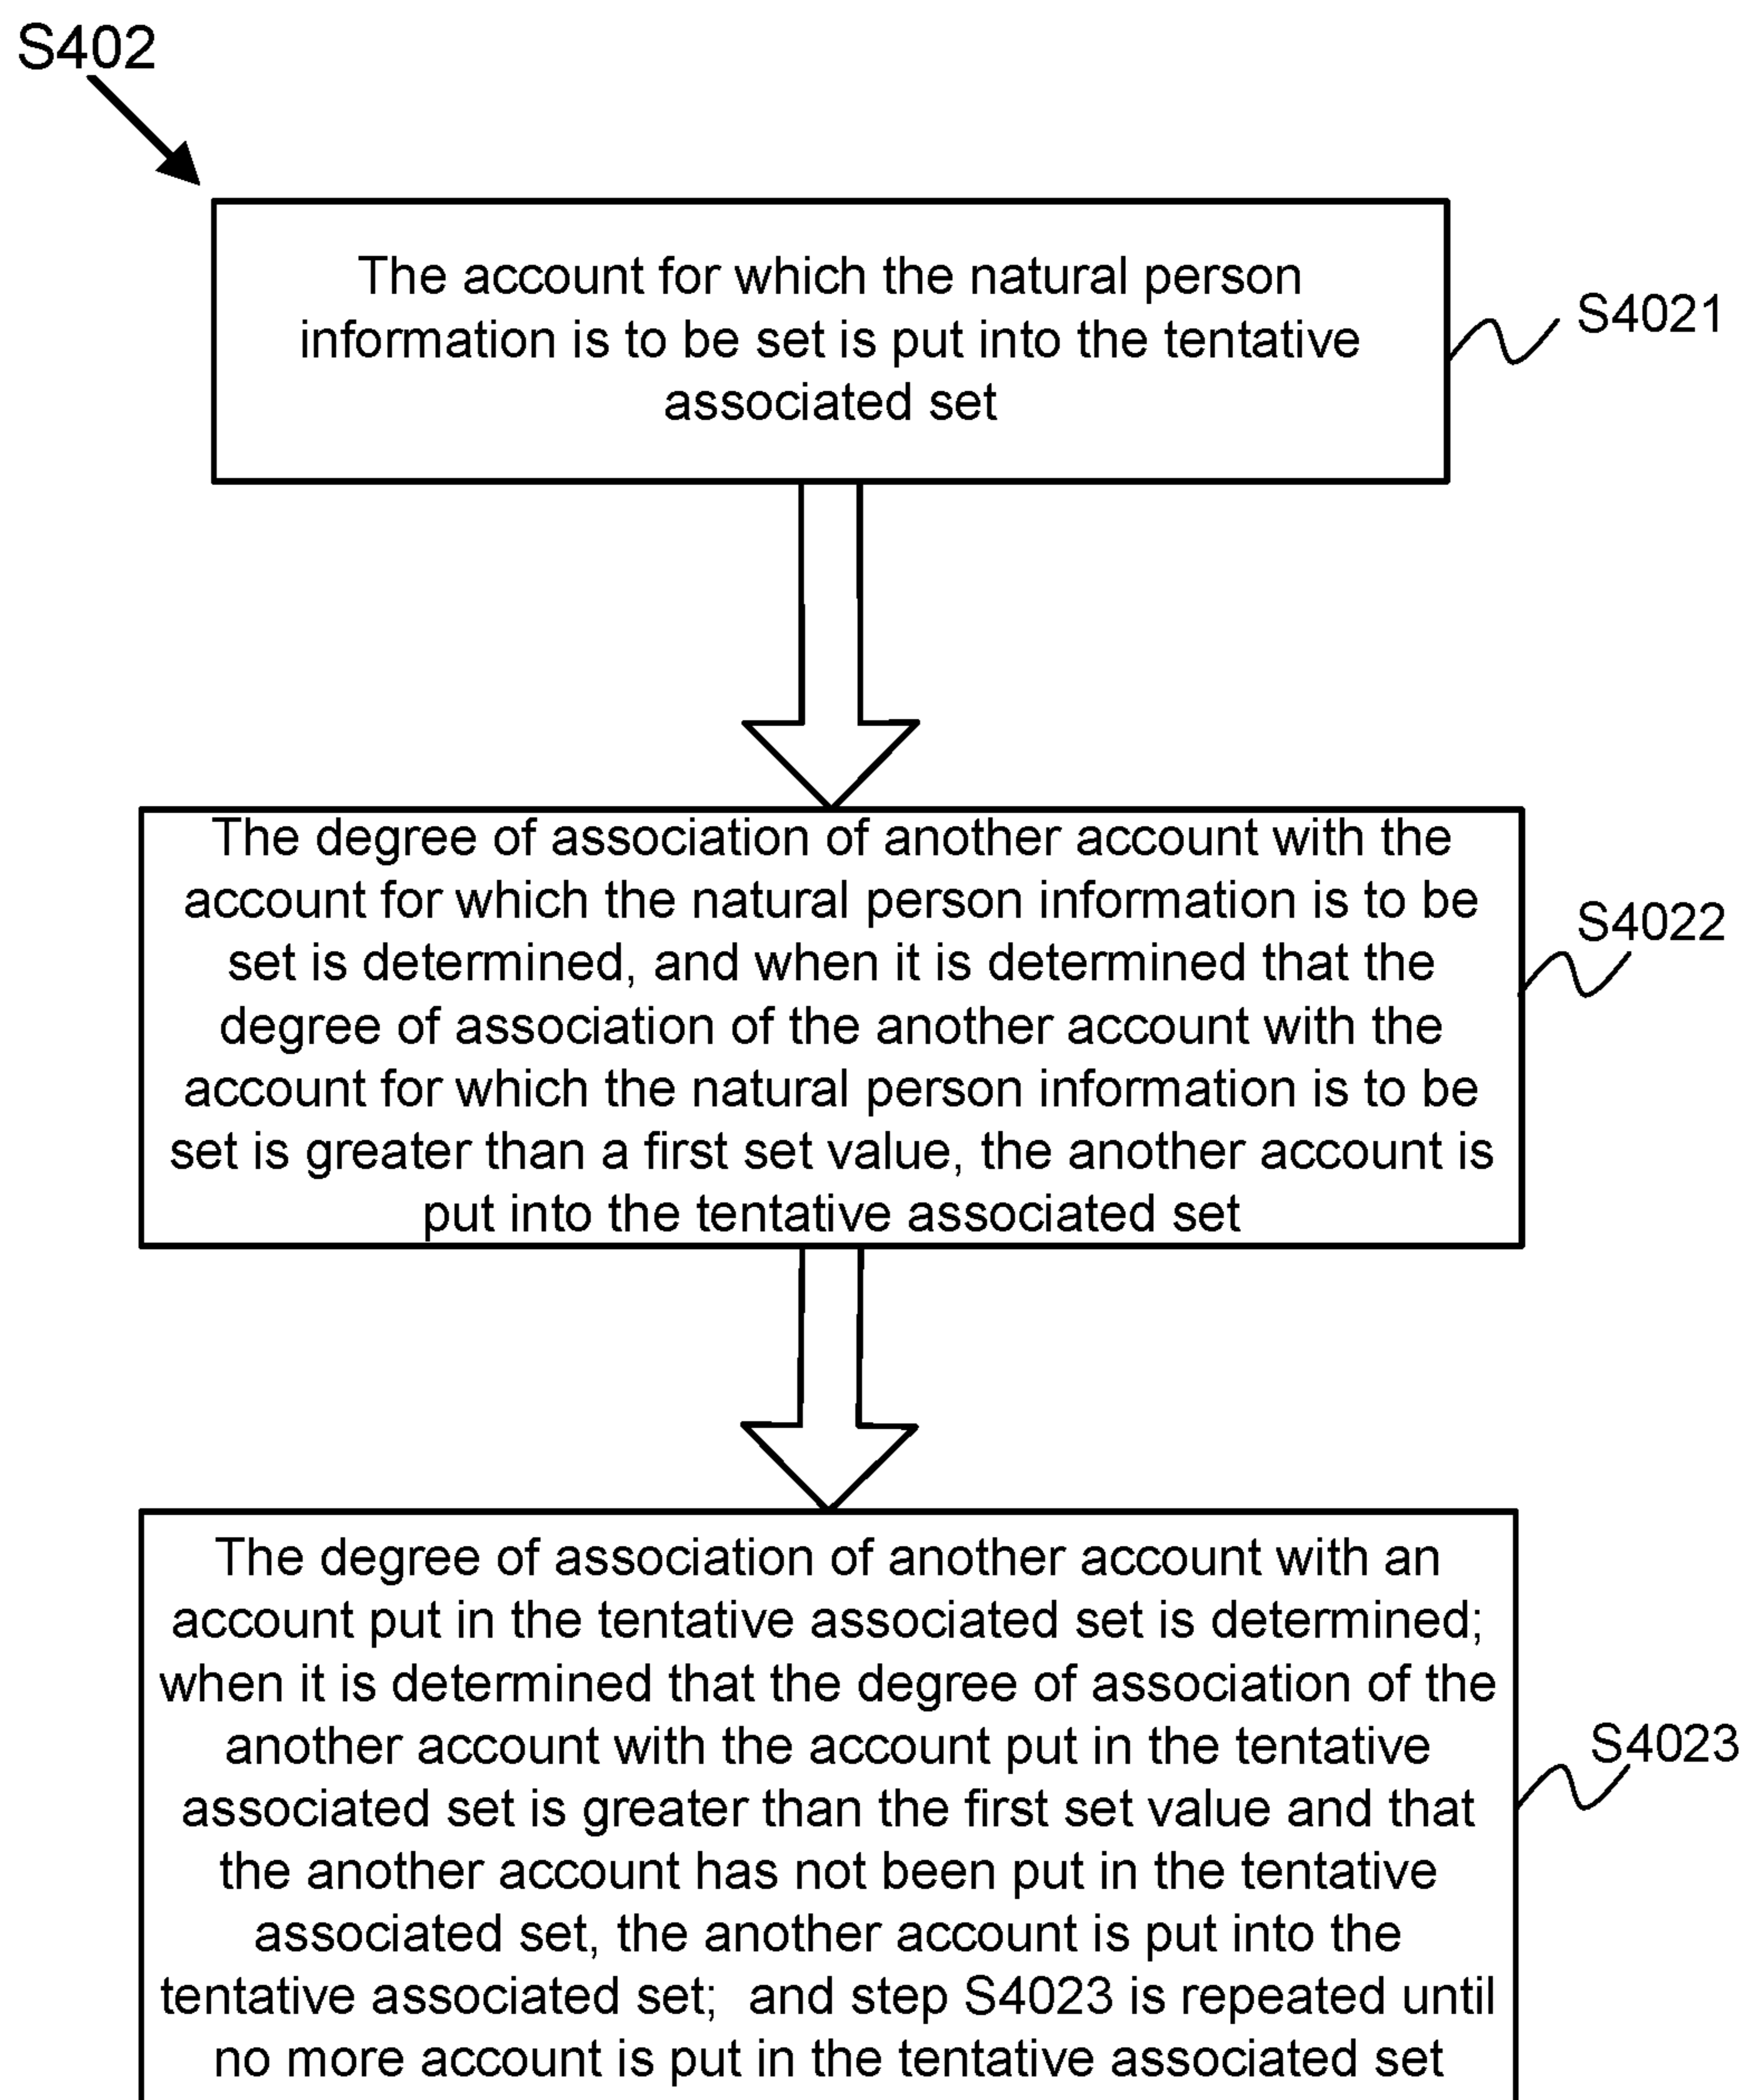 S402
The account for which the natural person
information is to be set is put into the tentative
associated set
S4021
The degree of association of another account with the
account for which the natural person information is to be
set is determined, and when it is determined that the
degree of association of the another account with the
account for which the natural person information is to be
set is greater than a first set value, the another account is
put into the tentative associated set
S4022
The degree of association of another account with an
account put in the tentative associated set is determined;
when it is determined that the degree of association of the
another account with the account put in the tentative
associated set is greater than the first set value and that
the another account has not been put in the tentative
associated set, the another account is put into the
tentative associated set;  and step S4023 is repeated until
no more account is put in the tentative associated set
S4023